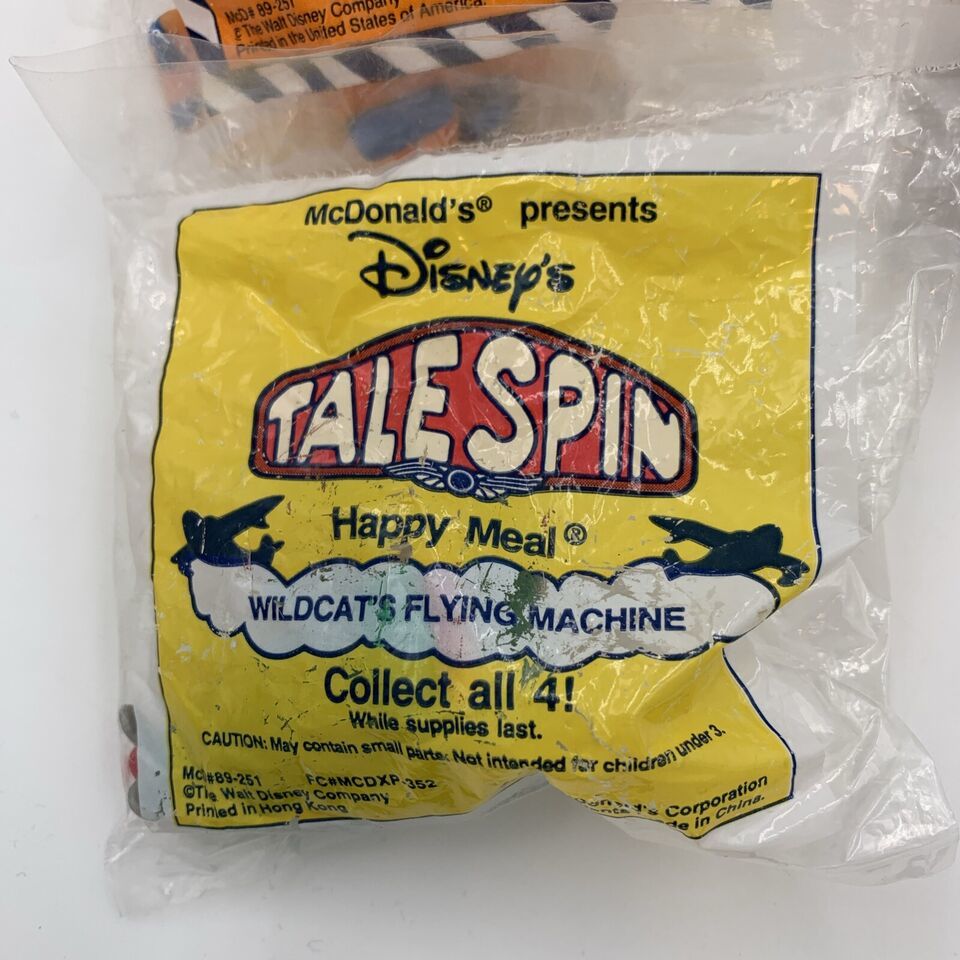 McD# 89-251
© The Walt Disney Company
Printed in the United States of America.
McDonald's® presents
Disney's
TALE SPIN
Happy Meal®
WILDCAT'S FLYING MACHINE
Collect all 4!
While supplies last.
CAUTION: May contain small parts. Not intended for children under 3.
McD#89-251 FC#MCDXP-352
©The Walt Disney Company
Printed in Hong Kong
Corporation
in China.